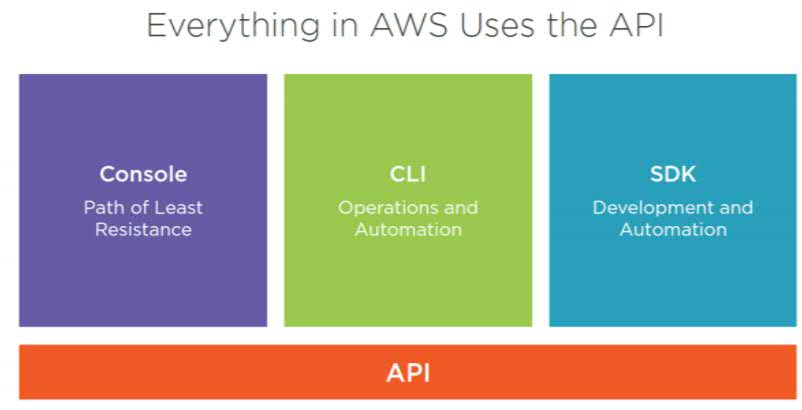 Everything in AWS Uses the API
Console
Path of Least
Resistance
CLI
Operations and
Automation
SDK
Development and
Automation
API